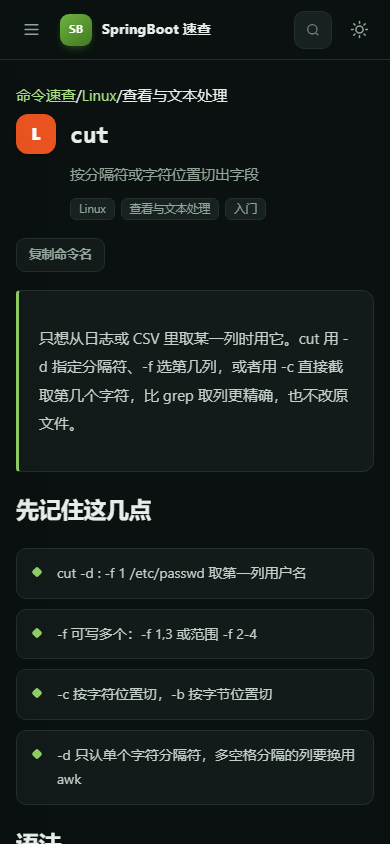 SB SpringBoot 速查
命令速查/Linux/查看与文本处理
L cut
按分隔符或字符位置切出字段
Linux 查看与文本处理 入门
复制命令名
只想从日志或 CSV 里取某一列时用它。cut 用 -
d 指定分隔符、-f 选第几列，或者用 -c 直接截
取第几个字符，比 grep 取列更精确，也不改原
文件。
先记住这几点
cut -d : -f 1 /etc/passwd 取第一列用户名
-f 可写多个：-f 1,3 或范围 -f 2-4
-c 按字符位置切，-b 按字节位置切
-d 只认单个字符分隔符，多空格分隔的列要换用
awk
语法